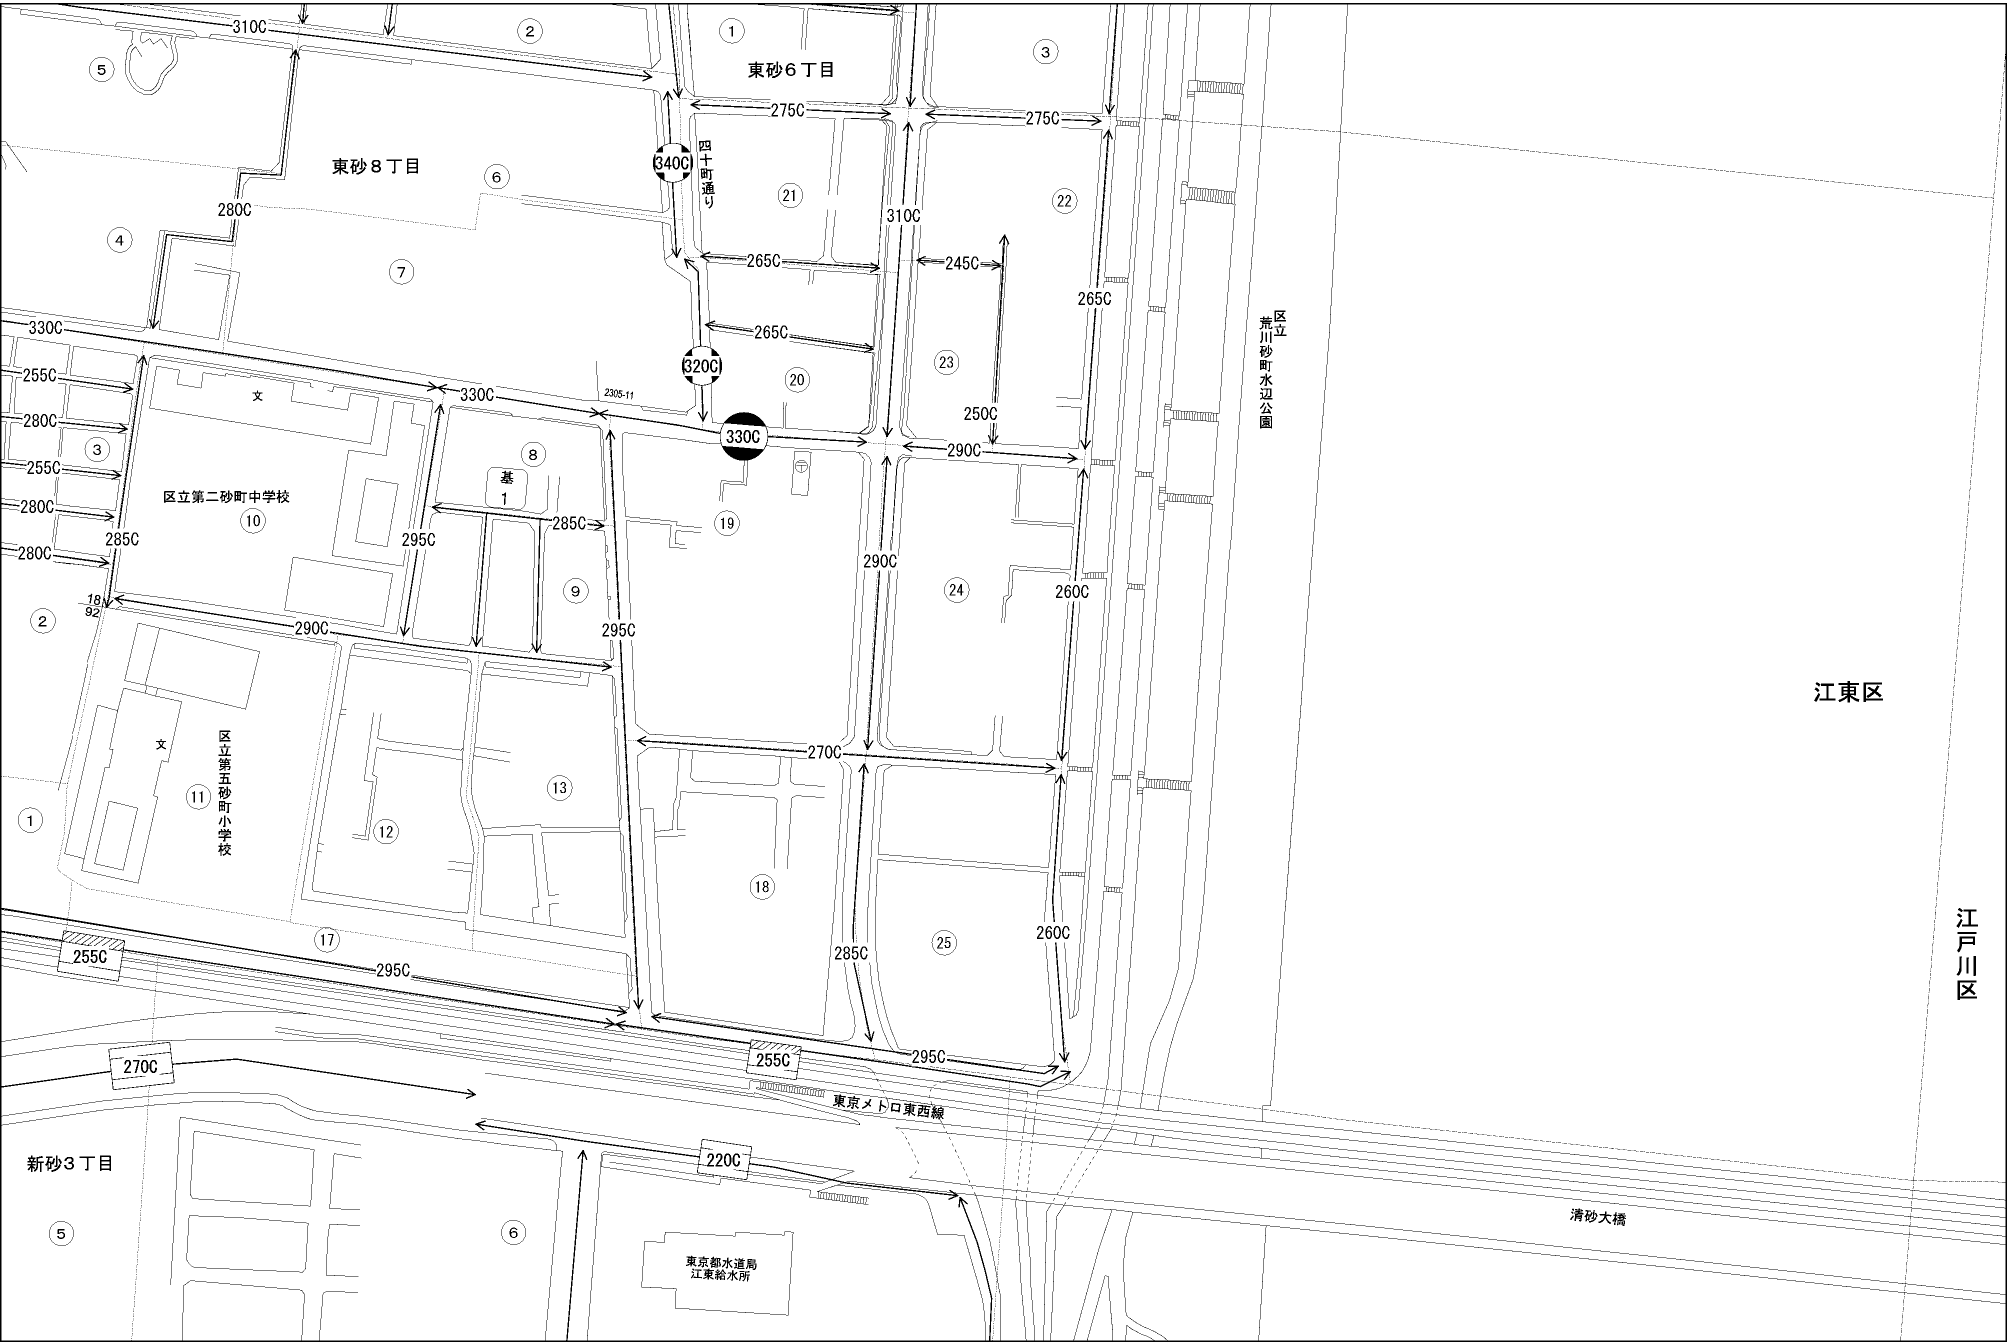 310C
②
①
③
⑤
東砂6丁目
275C
275C
340C
四十町通り
東砂8丁目
⑥
㉑
㉒
280C
310C
④
⑦
265C
245C
265C
330C
265C
区立
荒川砂町水辺公園
320C
㉓
255C
文
330C
2305-11
⑳
280C
250C
330C
290C
③
⑧
255C
基
1
区立第二砂町中学校
⑩
280C
285C
295C
285C
⑲
280C
290C
⑨
㉔
260C
18
92
②
290C
295C
江東区
文
区立第五砂町小学校
270C
⑪
⑬
①
⑫
⑱
⑰
260C
㉕
285C
江戸川区
255C
295C
255C
295C
270C
東京メトロ東西線
新砂3丁目
220C
⑤
⑥
清砂大橋
東京都水道局
江東給水所